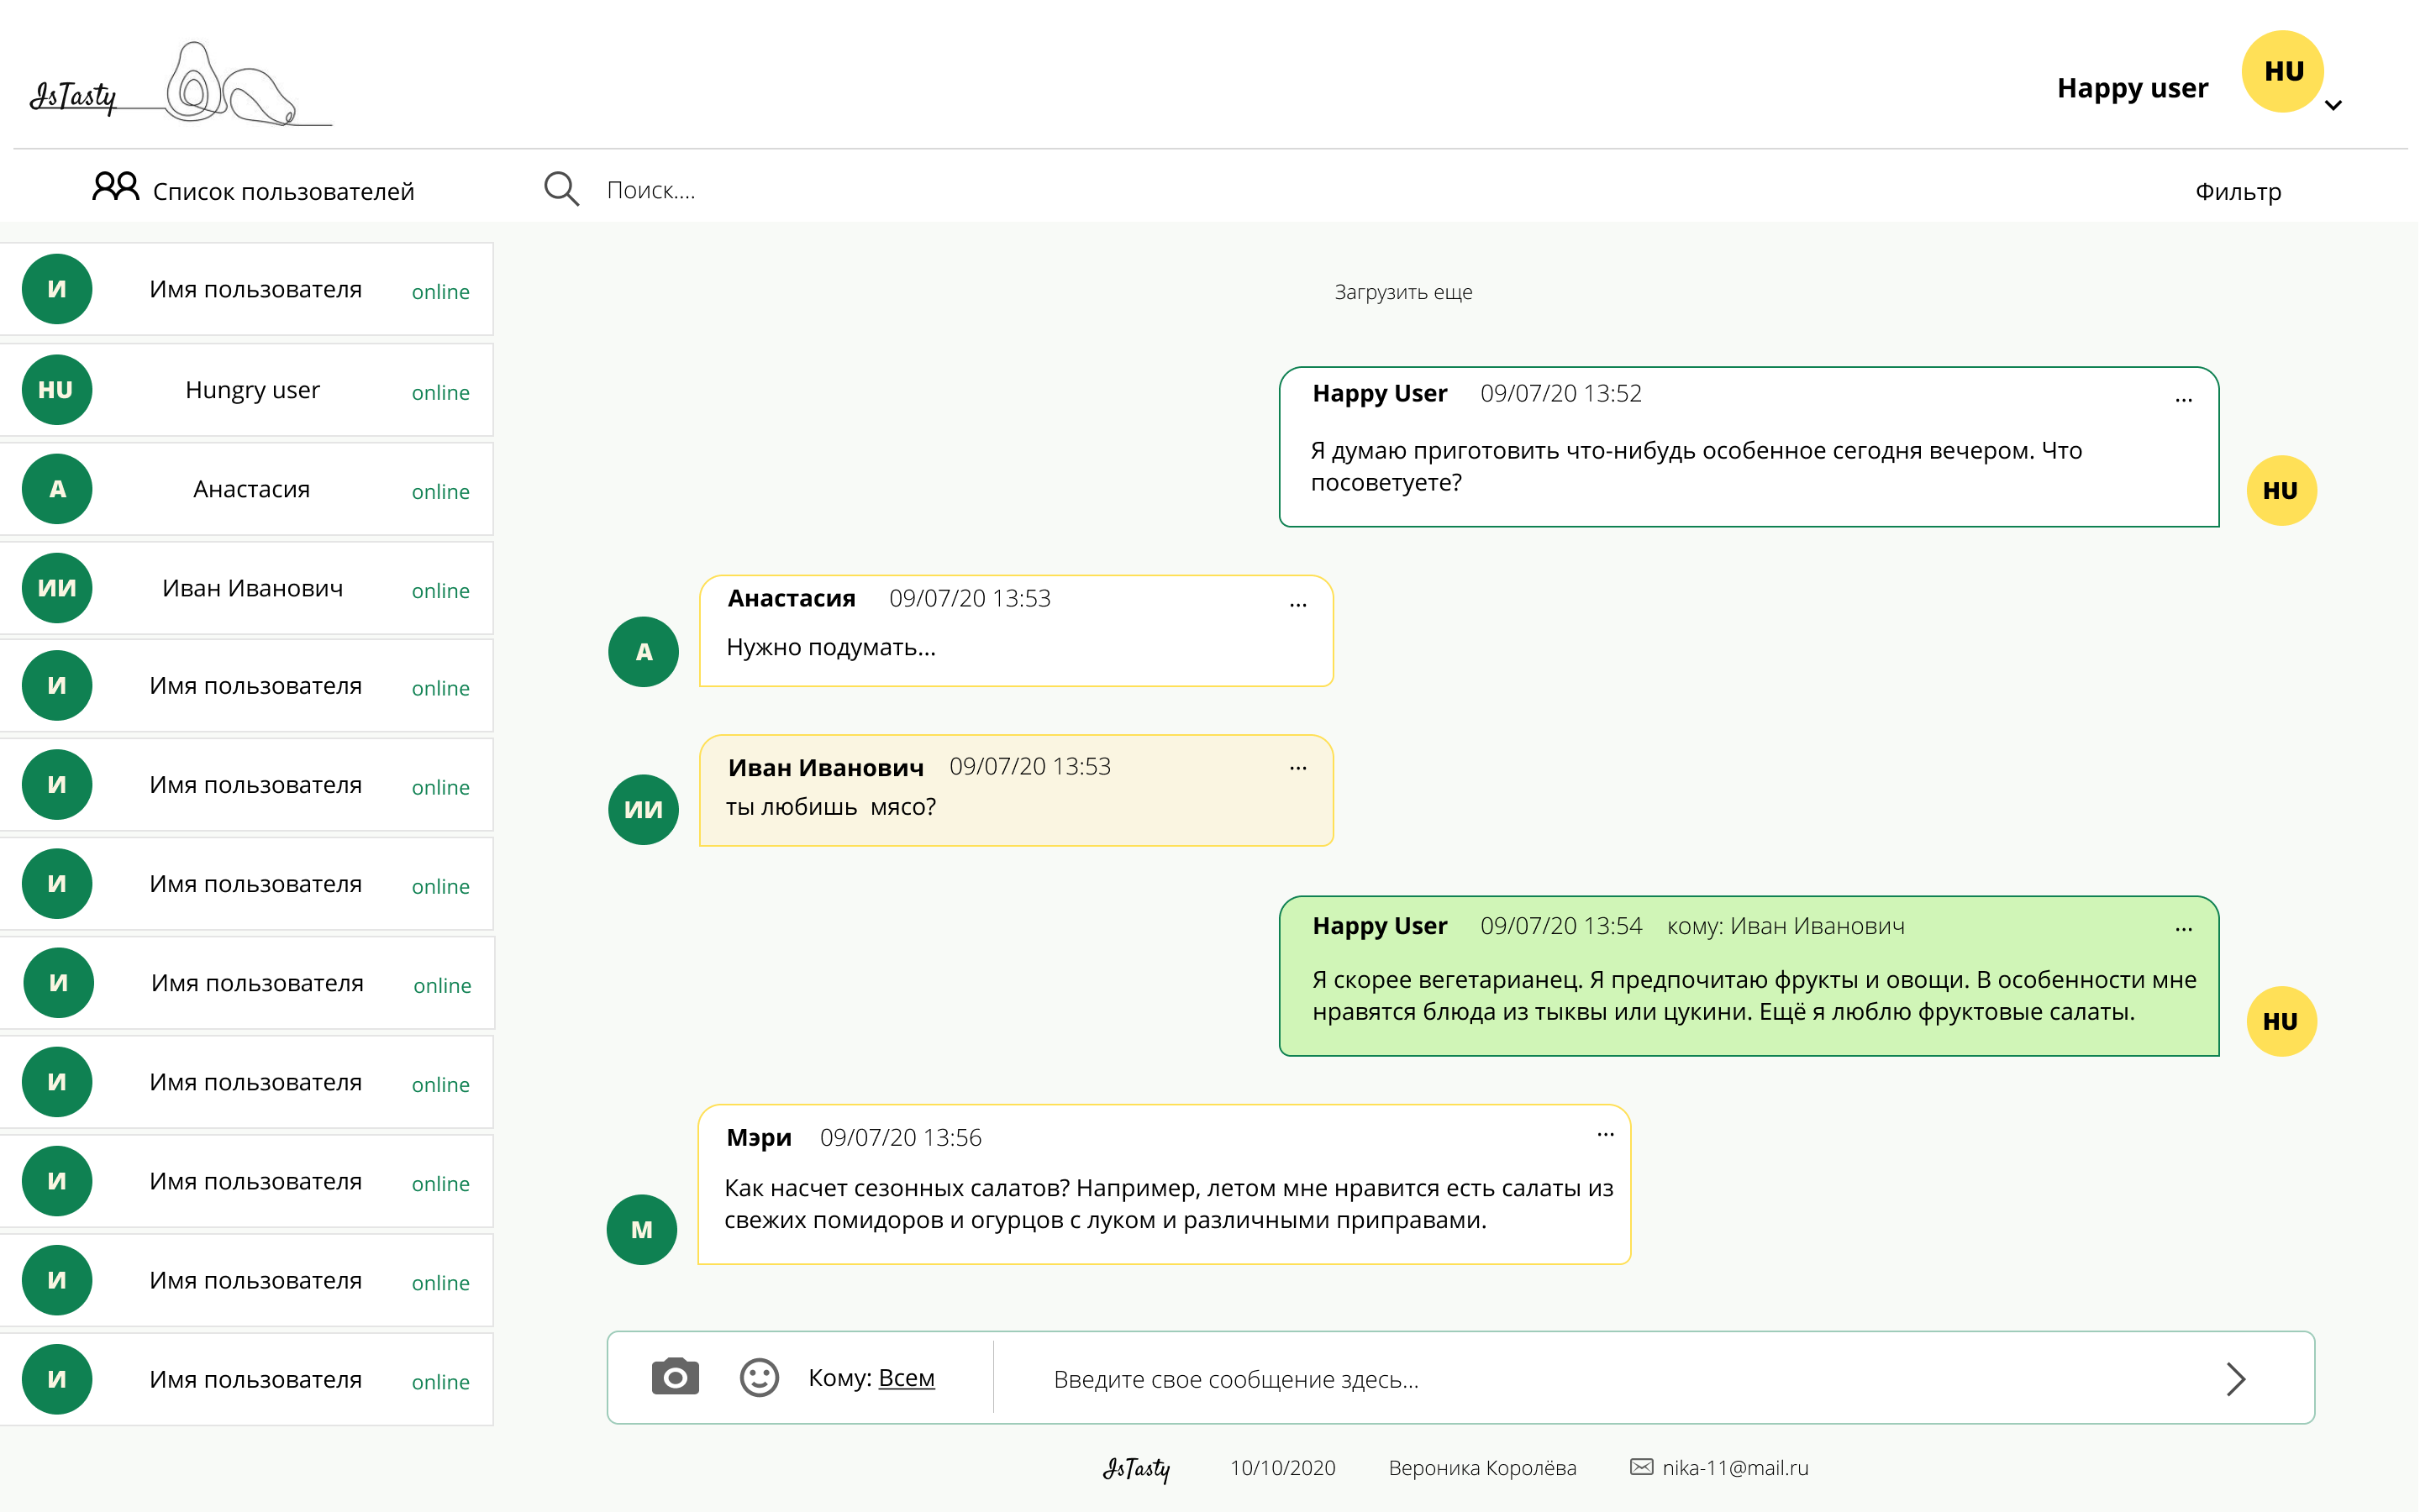 IsTasty
Happy user
HU
Список пользователей
Поиск....
Фильтр
И Имя пользователя online
HU Hungry user online
А Анастасия online
ИИ Иван Иванович online
И Имя пользователя online
И Имя пользователя online
И Имя пользователя online
И Имя пользователя online
И Имя пользователя online
И Имя пользователя online
И Имя пользователя online
И Имя пользователя online
Загрузить еще
Happy User 09/07/20 13:52 ...
Я думаю приготовить что-нибудь особенное сегодня вечером. Что
посоветуете?
HU
Анастасия 09/07/20 13:53 ...
Нужно подумать...
А
Иван Иванович 09/07/20 13:53 ...
ты любишь  мясо?
ИИ
Happy User 09/07/20 13:54 кому: Иван Иванович ...
Я скорее вегетарианец. Я предпочитаю фрукты и овощи. В особенности мне
нравятся блюда из тыквы или цукини. Ещё я люблю фруктовые салаты.
HU
Мэри 09/07/20 13:56 ...
Как насчет сезонных салатов? Например, летом мне нравится есть салаты из
свежих помидоров и огурцов с луком и различными приправами.
М
Кому: Всем
Введите свое сообщение здесь...
IsTasty 10/10/2020 Вероника Королёва nika-11@mail.ru